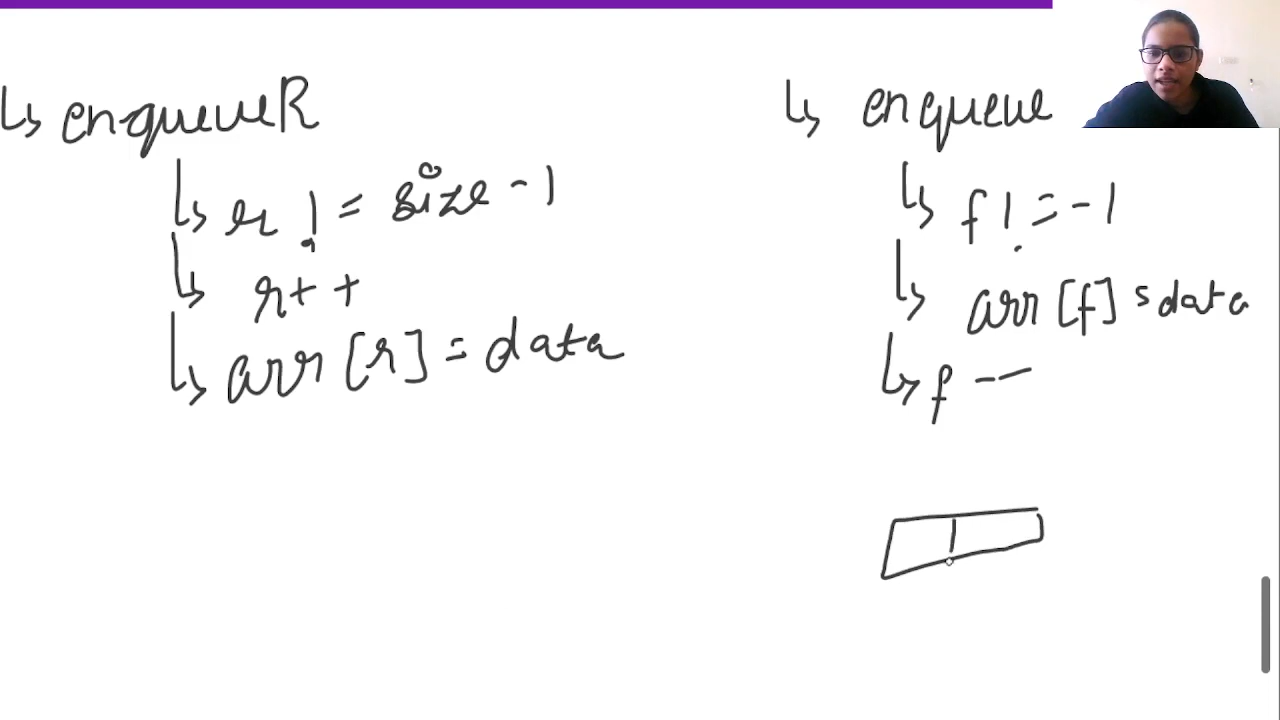 ↳ enqueueR
↳ r != size - 1
↳ r++
↳ arr[r] = data
↳ enqueue
↳ f != -1
↳ arr[f] = data
↳ f --